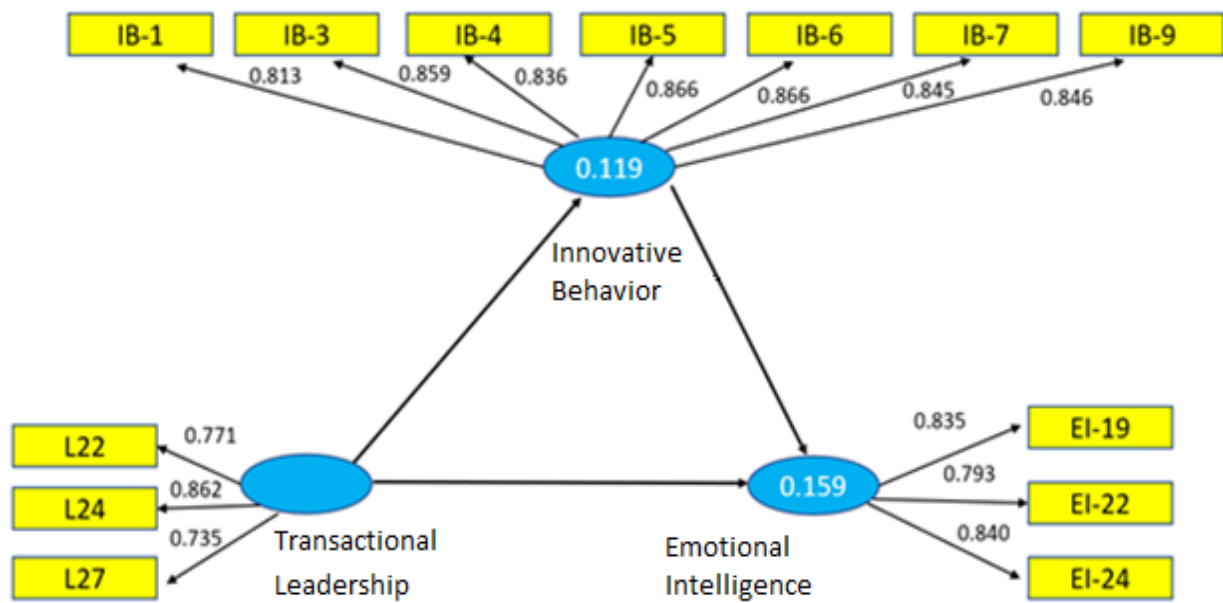 IB-1
IB-3
IB-4
IB-5
IB-6
IB-7
IB-9
0.813
0.859
0.836
0.866
0.866
0.845
0.846
0.119
Innovative
Behavior
L22
L24
L27
0.771
0.862
0.735
Transactional
Leadership
0.159
Emotional
Intelligence
0.835
0.793
0.840
EI-19
EI-22
EI-24